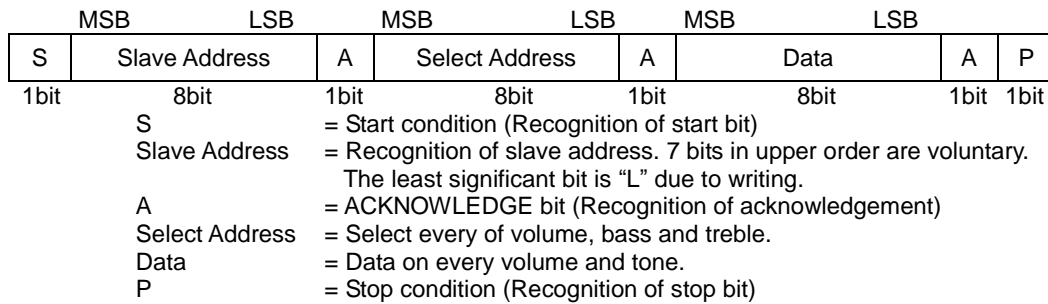 MSB LSB MSB LSB MSB LSB
S Slave Address A Select Address A Data A P
1bit 8bit 1bit 8bit 1bit 8bit 1bit 1bit
S = Start condition (Recognition of start bit)
Slave Address = Recognition of slave address. 7 bits in upper order are voluntary.
The least significant bit is “L” due to writing.
A = ACKNOWLEDGE bit (Recognition of acknowledgement)
Select Address = Select every of volume, bass and treble.
Data = Data on every volume and tone.
P = Stop condition (Recognition of stop bit)